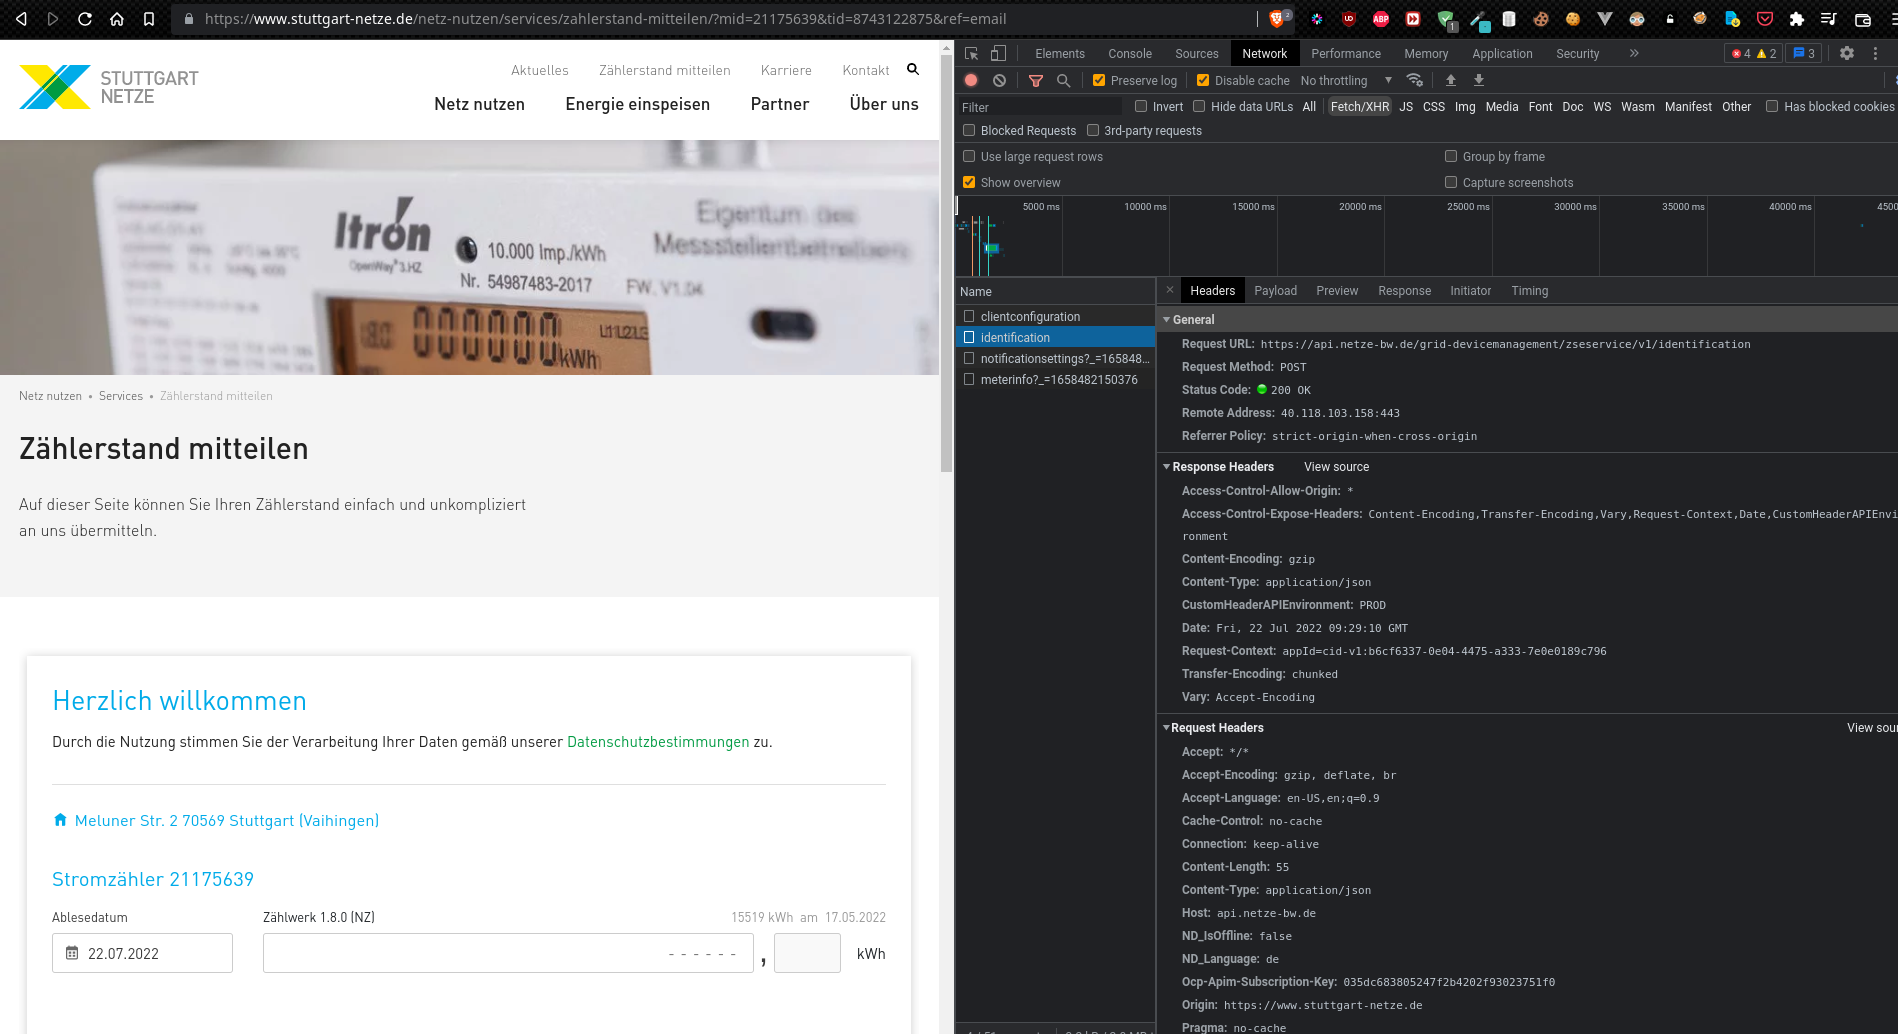 https://www.stuttgart-netze.de/netz-nutzen/services/zahlerstand-mitteilen/?mid=21175639&tid=8743122875&ref=email
2
UD
ABP
1
STUTTGART
NETZE
Aktuelles Zählerstand mitteilen Karriere Kontakt
Netz nutzen Energie einspeisen Partner Über uns
Itrón
OpenWay® 3.HZ
10.000 Imp./kWh
Nr. 54987483-2017 FW. V1.04
Eigentum des
Messstellenbetreibers
1.8.0 000000 kWh
L1L2L3
Netz nutzen • Services • Zählerstand mitteilen
Zählerstand mitteilen
Auf dieser Seite können Sie Ihren Zählerstand einfach und unkompliziert
an uns übermitteln.
Herzlich willkommen
Durch die Nutzung stimmen Sie der Verarbeitung Ihrer Daten gemäß unserer Datenschutzbestimmungen zu.
Meluner Str. 2 70569 Stuttgart (Vaihingen)
Stromzähler 21175639
Ablesedatum Zählwerk 1.8.0 (NZ) 15519 kWh am 17.05.2022
22.07.2022 - - - - - - , kWh
Elements Console Sources Network Performance Memory Application Security » 4 2 3
Preserve log Disable cache No throttling
Filter Invert Hide data URLs All Fetch/XHR JS CSS Img Media Font Doc WS Wasm Manifest Other Has blocked cookies
Blocked Requests 3rd-party requests
Use large request rows Group by frame
Show overview Capture screenshots
5000 ms 10000 ms 15000 ms 20000 ms 25000 ms 30000 ms 35000 ms 40000 ms 4500
Name
clientconfiguration
identification
notificationsettings?_=165848...
meterinfo?_=1658482150376
× Headers Payload Preview Response Initiator Timing
General
Request URL: https://api.netze-bw.de/grid-devicemanagement/zseservice/v1/identification
Request Method: POST
Status Code: 200 OK
Remote Address: 40.118.103.158:443
Referrer Policy: strict-origin-when-cross-origin
Response Headers View source
Access-Control-Allow-Origin: *
Access-Control-Expose-Headers: Content-Encoding,Transfer-Encoding,Vary,Request-Context,Date,CustomHeaderAPIEnvi
ronment
Content-Encoding: gzip
Content-Type: application/json
CustomHeaderAPIEnvironment: PROD
Date: Fri, 22 Jul 2022 09:29:10 GMT
Request-Context: appId=cid-v1:b6cf6337-0e04-4475-a333-7e0e0189c796
Transfer-Encoding: chunked
Vary: Accept-Encoding
Request Headers View sour
Accept: */*
Accept-Encoding: gzip, deflate, br
Accept-Language: en-US,en;q=0.9
Cache-Control: no-cache
Connection: keep-alive
Content-Length: 55
Content-Type: application/json
Host: api.netze-bw.de
ND_IsOffline: false
ND_Language: de
Ocp-Apim-Subscription-Key: 035dc683805247f2b4202f93023751f0
Origin: https://www.stuttgart-netze.de
Pragma: no-cache